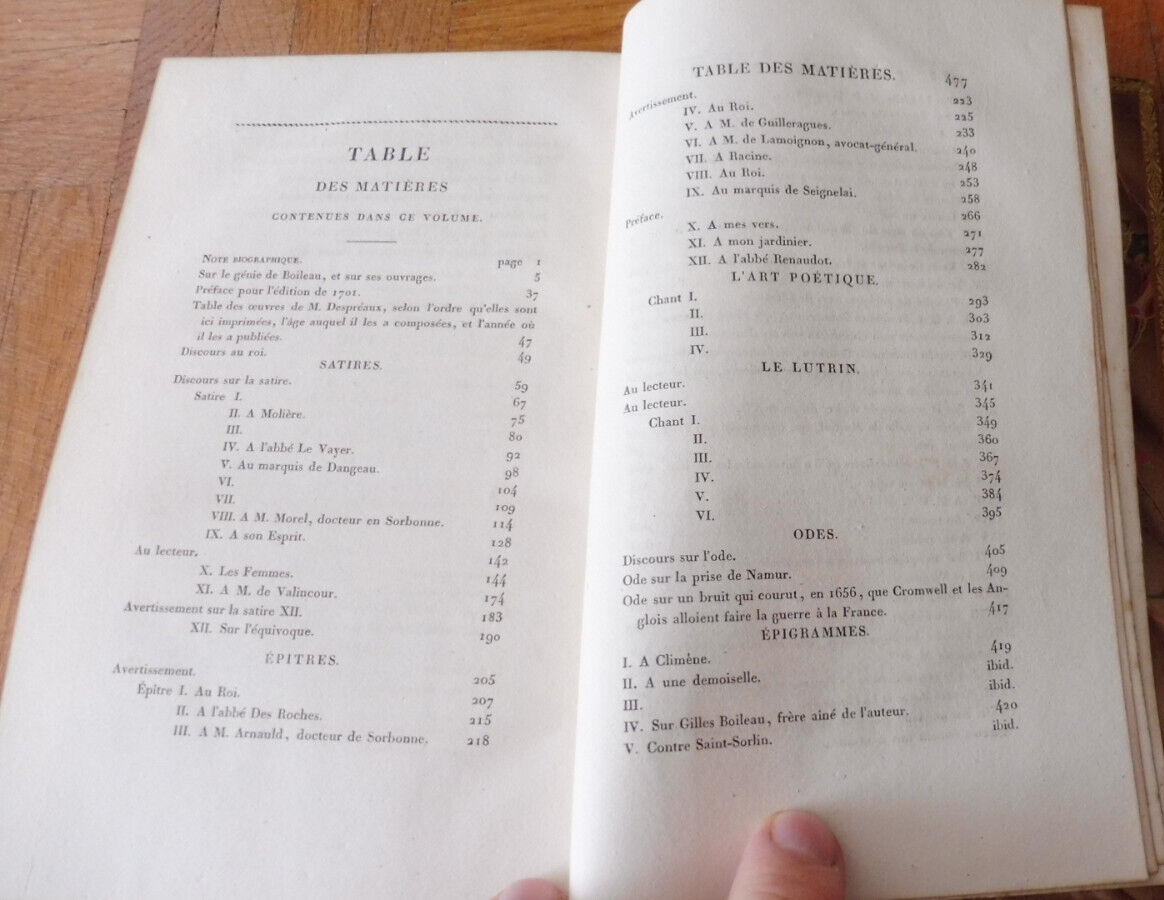 TABLE
DES MATIÈRES
CONTENUES DANS CE VOLUME.
NOTE BIOGRAPHIQUE. page 1
Sur le génie de Boileau, et sur ses ouvrages. 5
Préface pour l'édition de 1701. 37
Table des œuvres de M. Despréaux, selon l'ordre qu'elles sont
ici imprimées, l'âge auquel il les a composées, et l'année où
il les a publiées. 47
Discours au roi. 49
SATIRES.
Discours sur la satire. 59
Satire I. 67
II. A Molière. 75
III. 80
IV. A l'abbé Le Vayer. 92
V. Au marquis de Dangeau. 98
VI. 104
VII. 109
VIII. A M. Morel, docteur en Sorbonne. 114
IX. A son Esprit. 128
Au lecteur. 142
X. Les Femmes. 144
XI. A M. de Valincour. 174
Avertissement sur la satire XII. 183
XII. Sur l'équivoque. 190
ÉPITRES.
Avertissement. 205
Épître I. Au Roi. 207
II. A l'abbé Des Roches. 215
III. A M. Arnauld, docteur de Sorbonne. 218
TABLE DES MATIÈRES. 477
Avertissement. 223
IV. Au Roi. 225
V. A M. de Guilleragues. 233
VI. A M. de Lamoignon, avocat-général. 240
VII. A Racine. 248
VIII. Au Roi. 253
IX. Au marquis de Seignelai. 258
Préface. 266
X. A mes vers. 271
XI. A mon jardinier. 277
XII. A l'abbé Renaudot. 282
L'ART POÉTIQUE.
Chant I. 293
II. 303
III. 312
IV. 329
LE LUTRIN.
Au lecteur. 341
Au lecteur. 345
Chant I. 349
II. 360
III. 367
IV. 374
V. 384
VI. 395
ODES.
Discours sur l'ode. 405
Ode sur la prise de Namur. 409
Ode sur un bruit qui courut, en 1656, que Cromwell et les An-
glois alloient faire la guerre à la France. 417
ÉPIGRAMMES.
I. A Climène. 419
II. A une demoiselle. ibid.
III. ibid.
IV. Sur Gilles Boileau, frère aîné de l'auteur. 420
V. Contre Saint-Sorlin. ibid.